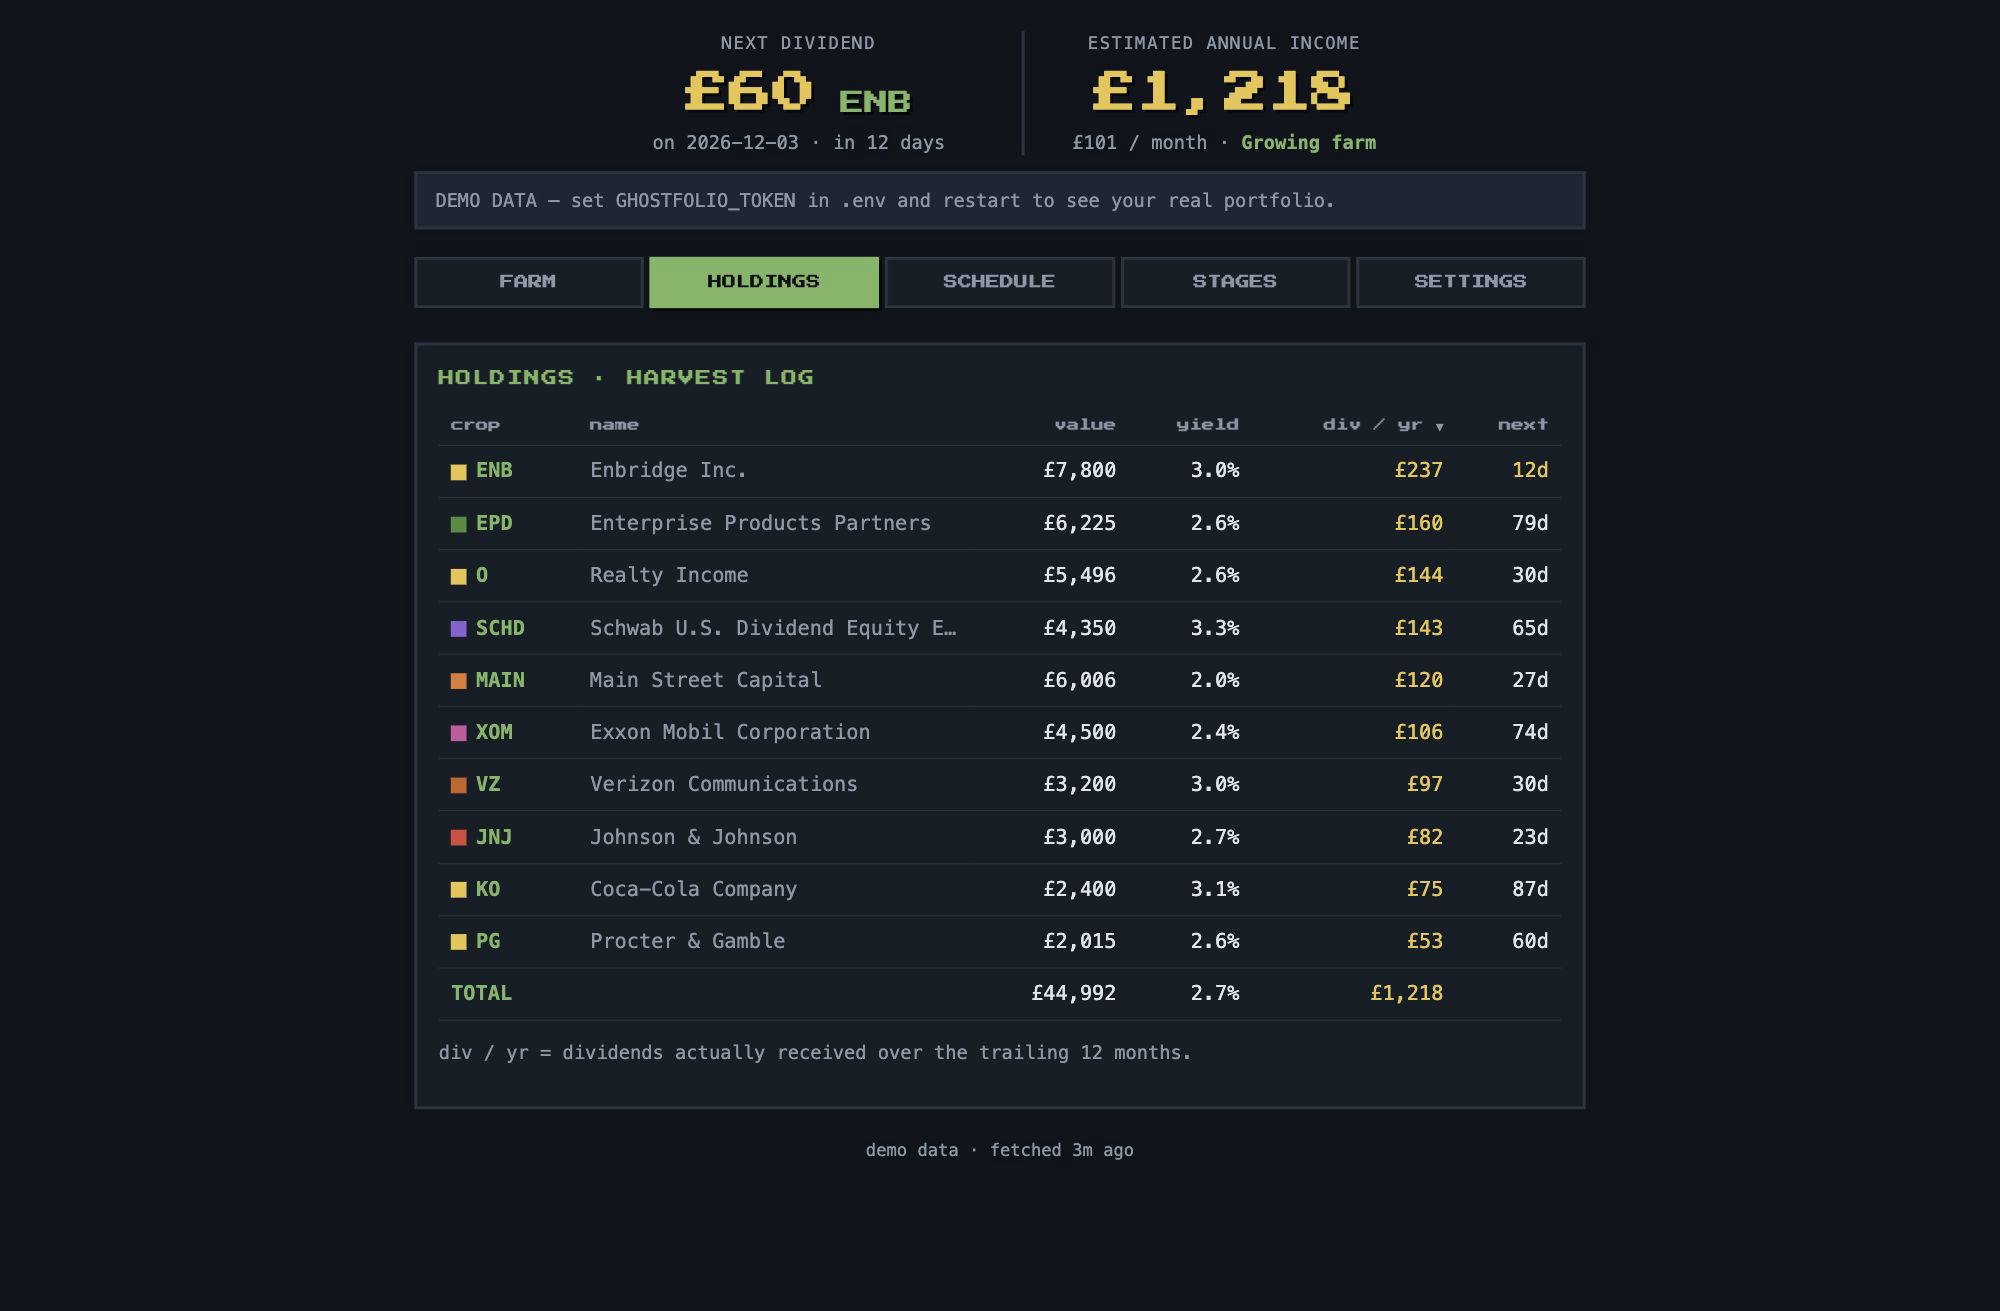 NEXT DIVIDEND
£60 ENB
on 2026-12-03 · in 12 days
ESTIMATED ANNUAL INCOME
£1,218
£101 / month · Growing farm
DEMO DATA — set GHOSTFOLIO_TOKEN in .env and restart to see your real portfolio.
FARM HOLDINGS SCHEDULE STAGES SETTINGS
HOLDINGS · HARVEST LOG
crop name value yield div / yr ▼ next
ENB Enbridge Inc. £7,800 3.0% £237 12d
EPD Enterprise Products Partners £6,225 2.6% £160 79d
O Realty Income £5,496 2.6% £144 30d
SCHD Schwab U.S. Dividend Equity E… £4,350 3.3% £143 65d
MAIN Main Street Capital £6,006 2.0% £120 27d
XOM Exxon Mobil Corporation £4,500 2.4% £106 74d
VZ Verizon Communications £3,200 3.0% £97 30d
JNJ Johnson & Johnson £3,000 2.7% £82 23d
KO Coca-Cola Company £2,400 3.1% £75 87d
PG Procter & Gamble £2,015 2.6% £53 60d
TOTAL £44,992 2.7% £1,218
div / yr = dividends actually received over the trailing 12 months.
demo data · fetched 3m ago